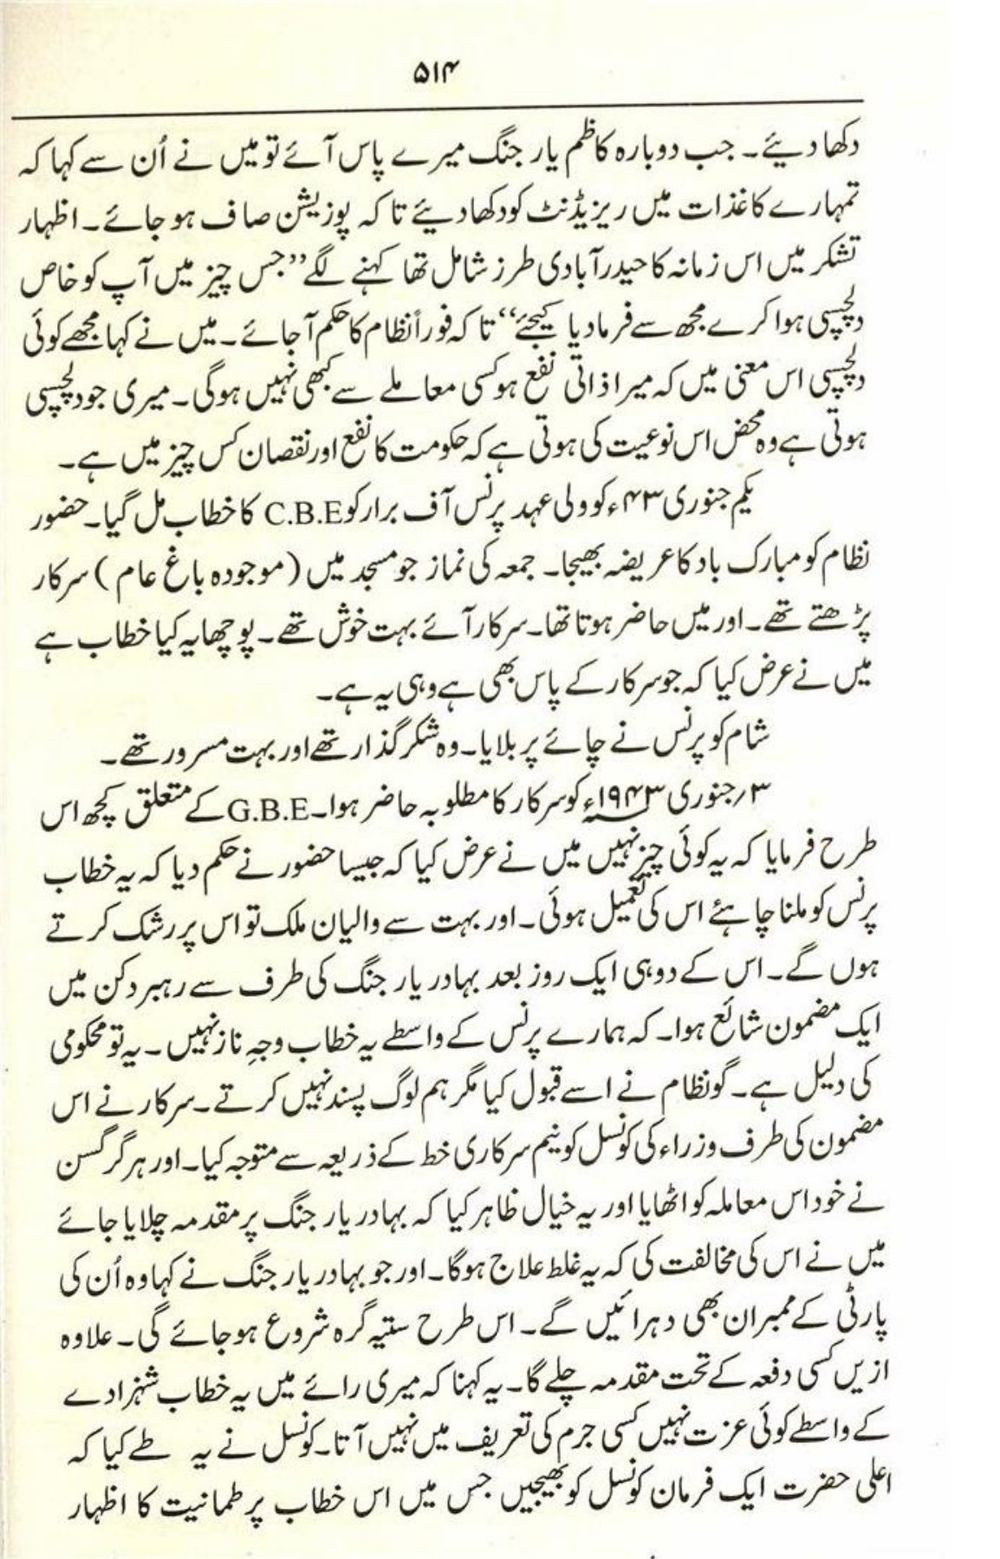 ۵۱۴
دکھا دیئے۔ جب دوبارہ کاظم یار جنگ میرے پاس آئے تو میں نے اُن سے کہا کہ
تمہارے کاغذات میں ریزیڈنٹ کو دکھا دیئے تا کہ پوزیشن صاف ہو جائے۔ اظہار
تشکر میں اس زمانہ کا حیدرآبادی طرز شامل تھا کہنے لگے ”جس چیز میں آپ کو خاص
دلچسپی ہوا کرے مجھ سے فرما دیا کیجئے“ تا کہ فوراً نظام کا حکم آ جائے۔ میں نے کہا مجھے کوئی
دلچسپی اس معنی میں کہ میرا ذاتی نفع ہو کسی معاملے سے کبھی نہیں ہوگی۔ میری جو دلچسپی
ہوتی ہے وہ محض اس نوعیت کی ہوتی ہے کہ حکومت کا نفع اور نقصان کس چیز میں ہے۔
یکم جنوری ۴۳ء کو ولی عہد پرنس آف برار کو C.B.E کا خطاب مل گیا۔ حضور
نظام کو مبارک باد کا عریضہ بھیجا۔ جمعہ کی نماز جو مسجد میں (موجودہ باغ عام) سرکار
پڑھتے تھے۔ اور میں حاضر ہوتا تھا۔ سرکار آئے بہت خوش تھے۔ پوچھا یہ کیا خطاب ہے
میں نے عرض کیا کہ جو سرکار کے پاس بھی ہے وہی یہ ہے۔
شام کو پرنس نے چائے پر بلایا۔ وہ شکر گذار تھے اور بہت مسرور تھے۔
۳؍جنوری ۱۹۴۳ء کو سرکار کا مطلوبہ حاضر ہوا۔ G.B.E کے متعلق کچھ اس
طرح فرمایا کہ یہ کوئی چیز نہیں میں نے عرض کیا کہ جیسا حضور نے حکم دیا کہ یہ خطاب
پرنس کو ملنا چاہئے اس کی تعمیل ہوئی۔ اور بہت سے والیان ملک تو اس پر رشک کرتے
ہوں گے۔ اس کے دو ہی ایک روز بعد بہادر یار جنگ کی طرف سے رہبر دکن میں
ایک مضمون شائع ہوا۔ کہ ہمارے پرنس کے واسطے یہ خطاب وجہِ ناز نہیں۔ یہ تو محکومی
کی دلیل ہے۔ گو نظام نے اسے قبول کیا مگر ہم لوگ پسند نہیں کرتے۔ سرکار نے اس
مضمون کی طرف وزراء کی کونسل کو نیم سرکاری خط کے ذریعہ سے متوجہ کیا۔ اور ہر گرگسن
نے خود اس معاملہ کو اٹھایا اور یہ خیال ظاہر کیا کہ بہادر یار جنگ پر مقدمہ چلایا جائے
میں نے اس کی مخالفت کی کہ یہ غلط علاج ہوگا۔ اور جو بہادر یار جنگ نے کہا وہ اُن کی
پارٹی کے ممبران بھی دہرائیں گے۔ اس طرح ستیہ گرہ شروع ہو جائے گی۔ علاوہ
ازیں کسی دفعہ کے تحت مقدمہ چلے گا۔ یہ کہنا کہ میری رائے میں یہ خطاب شہزادے
کے واسطے کوئی عزت نہیں کسی جرم کی تعریف میں نہیں آتا۔ کونسل نے یہ طے کیا کہ
اعلی حضرت ایک فرمان کونسل کو بھیجیں جس میں اس خطاب پر طمانیت کا اظہار